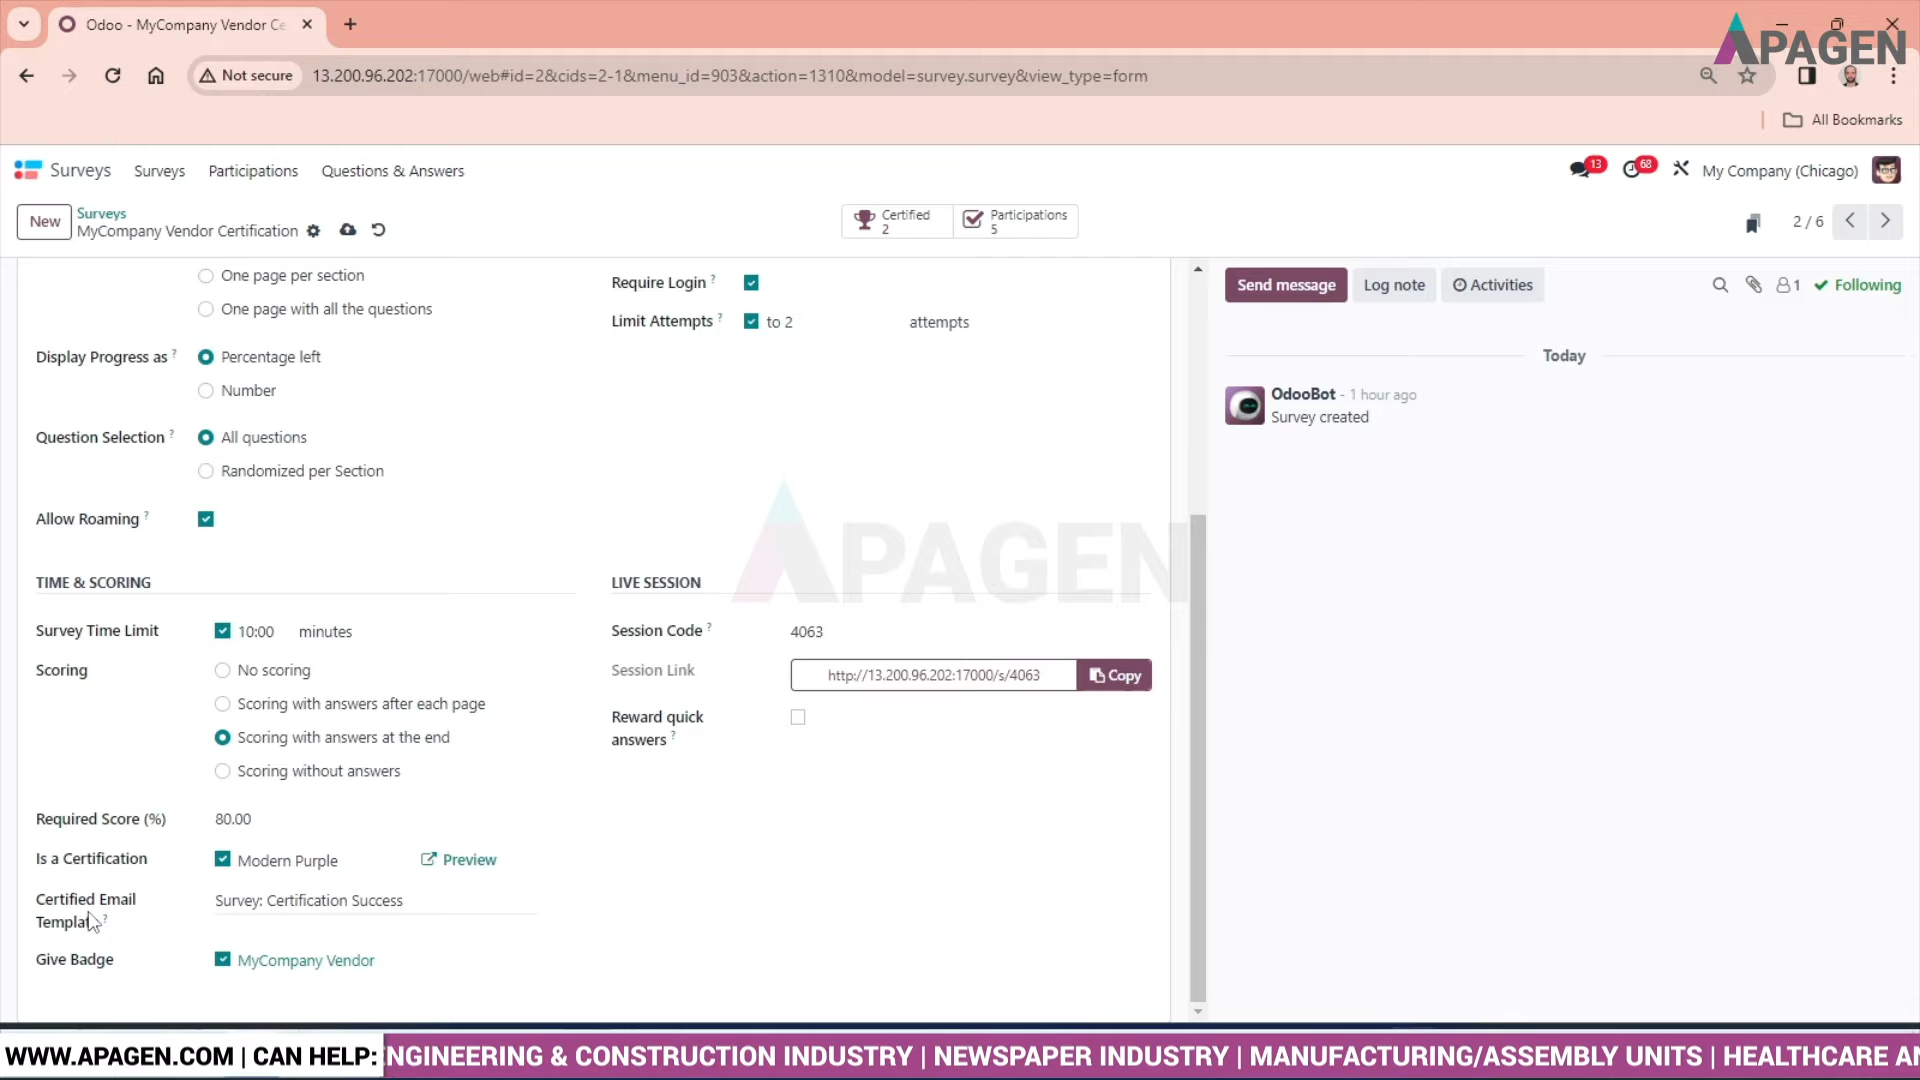 Odoo - MyCompany Vendor Ce
APAGEN
Not secure
13.200.96.202:17000/web#id=2&cids=2-1&menu_id=903&action=1310&model=survey.survey&view_type=form
All Bookmarks
Surveys
Surveys
Participations
Questions & Answers
13
68
My Company (Chicago)
New
Surveys
MyCompany Vendor Certification
Certified
2
Participations
5
2 / 6
One page per section
One page with all the questions
Display Progress as ?
Percentage left
Number
Question Selection ?
All questions
Randomized per Section
Allow Roaming ?
Require Login ?
Limit Attempts ?
to 2
attempts
Send message
Log note
Activities
1
Following
Today
OdooBot - 1 hour ago
Survey created
APAGEN
TIME & SCORING
Survey Time Limit
10:00
minutes
Scoring
No scoring
Scoring with answers after each page
Scoring with answers at the end
Scoring without answers
Required Score (%)
80.00
Is a Certification
Modern Purple
Preview
Certified Email
Templat ?
Survey: Certification Success
Give Badge
MyCompany Vendor
LIVE SESSION
Session Code ?
4063
Session Link
http://13.200.96.202:17000/s/4063
Copy
Reward quick
answers ?
WWW.APAGEN.COM | CAN HELP: NGINEERING & CONSTRUCTION INDUSTRY | NEWSPAPER INDUSTRY | MANUFACTURING/ASSEMBLY UNITS | HEALTHCARE AN